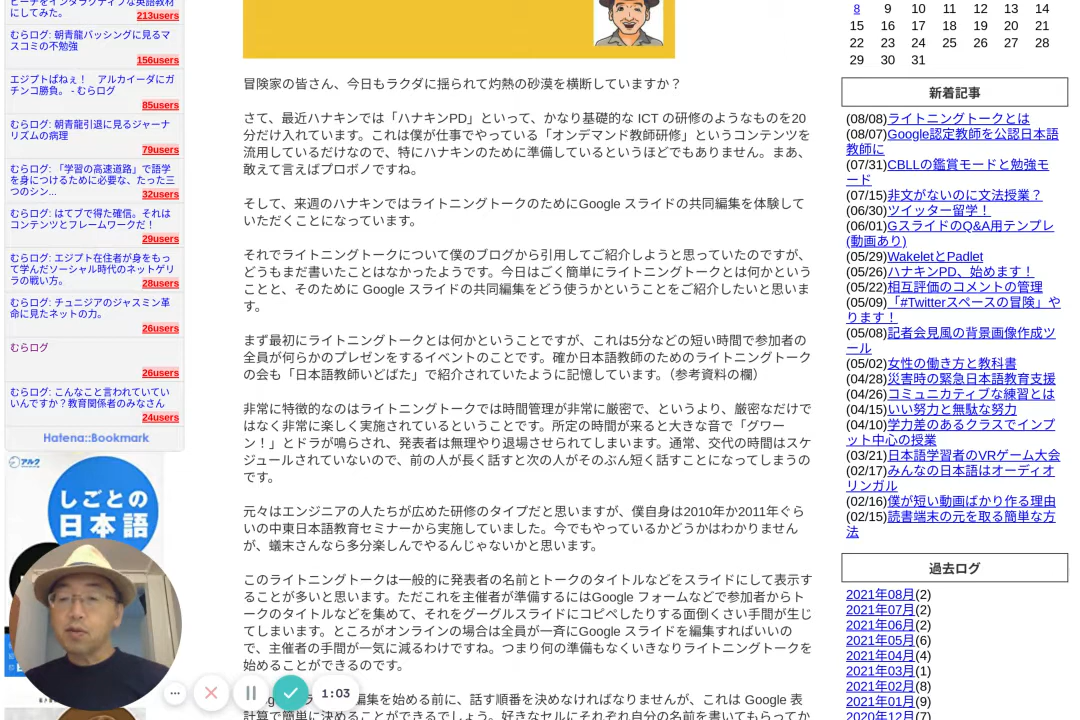 にしてみた。
213users
むらログ: 朝青龍バッシングに見るマ
スコミの不勉強
156users
エジプトぱねぇ！　アルカイーダにガ
チンコ勝負。 - むらログ
85users
むらログ: 朝青龍引退に見るジャーナ
リズムの病理
79users
むらログ: 「学習の高速道路」で語学
を身につけるために必要な、たった三
つのシン...
32users
むらログ: はてブで得た確信。それは
コンテンツとフレームワークだ！
29users
むらログ: エジプト在住者が身をもっ
て学んだソーシャル時代のネットゲリ
ラの戦い方。
28users
むらログ: チュニジアのジャスミン革
命に見たネットの力。
26users
むらログ
26users
むらログ: こんなこと言われていてい
いんですか？教育関係者のみなさん
24users
Hatena::Bookmark
アルク
しごとの
日本語
1:03
冒険家の皆さん、今日もラクダに揺られて灼熱の砂漠を横断していますか？
さて、最近ハナキンでは「ハナキンPD」といって、かなり基礎的な ICT の研修のようなものを20
分だけ入れています。これは僕が仕事でやっている「オンデマンド教師研修」というコンテンツを
流用しているだけなので、特にハナキンのために準備しているというほどでもありません。まあ、
敢えて言えばプロボノですね。
そして、来週のハナキンではライトニングトークのためにGoogle スライドの共同編集を体験して
いただくことになっています。
それでライトニングトークについて僕のブログから引用してご紹介しようと思っていたのですが、
どうもまだ書いたことはなかったようです。今日はごく簡単にライトニングトークとは何かという
ことと、そのために Google スライドの共同編集をどう使うかということをご紹介したいと思いま
す。
まず最初にライトニングトークとは何かということですが、これは5分などの短い時間で参加者の
全員が何らかのプレゼンをするイベントのことです。確か日本語教師のためのライトニングトーク
の会も「日本語教師いどばた」で紹介されていたように記憶しています。（参考資料の欄）
非常に特徴的なのはライトニングトークでは時間管理が非常に厳密で、というより、厳密なだけで
はなく非常に楽しく実施されているということです。所定の時間が来ると大きな音で「グワー
ン！」とドラが鳴らされ、発表者は無理やり退場させられてしまいます。通常、交代の時間はスケ
ジュールされていないので、前の人が長く話すと次の人がそのぶん短く話すことになってしまうの
です。
元々はエンジニアの人たちが広めた研修のタイプだと思いますが、僕自身は2010年か2011年ぐら
いの中東日本語教育セミナーから実施していました。今でもやっているかどうかはわかりません
が、蟻末さんなら多分楽しんでやるんじゃないかと思います。
このライトニングトークは一般的に発表者の名前とトークのタイトルなどをスライドにして表示す
ることが多いと思います。ただこれを主催者が準備するにはGoogle フォームなどで参加者からト
ークのタイトルなどを集めて、それをグーグルスライドにコピペしたりする面倒くさい手間が生じ
てしまいます。ところがオンラインの場合は全員が一斉にGoogle スライドを編集すればいいの
で、主催者の手間が一気に減るわけですね。つまり何の準備もなくいきなりライトニングトークを
始めることができるのです。
編集を始める前に、話す順番を決めなければなりませんが、これは Google 表
計算で簡単に決めることができるでしょう。好きなセルにそれぞれ自分の名前を書いてもらってか
8 9 10 11 12 13 14
15 16 17 18 19 20 21
22 23 24 25 26 27 28
29 30 31
新着記事
(08/08)ライトニングトークとは
(08/07)Google認定教師を公認日本語
教師に
(07/31)CBLLの鑑賞モードと勉強モ
ード
(07/15)非文がないのに文法授業？
(06/30)ツイッター留学！
(06/01)GスライドのQ&A用テンプレ
(動画あり)
(05/29)WakeletとPadlet
(05/26)ハナキンPD、始めます！
(05/22)相互評価のコメントの管理
(05/09)「#Twitterスペースの冒険」や
ります！
(05/08)記者会見風の背景画像作成ツ
ール
(05/02)女性の働き方と教科書
(04/28)災害時の緊急日本語教育支援
(04/26)コミュニカティブな練習とは
(04/15)いい努力と無駄な努力
(04/10)学力差のあるクラスでインプ
ット中心の授業
(03/21)日本語学習者のVRゲーム大会
(02/17)みんなの日本語はオーディオ
リンガル
(02/16)僕が短い動画ばかり作る理由
(02/15)読書端末の元を取る簡単な方
法
過去ログ
2021年08月(2)
2021年07月(2)
2021年06月(2)
2021年05月(6)
2021年04月(4)
2021年03月(1)
2021年02月(8)
2021年01月(9)
2020年12月(7)